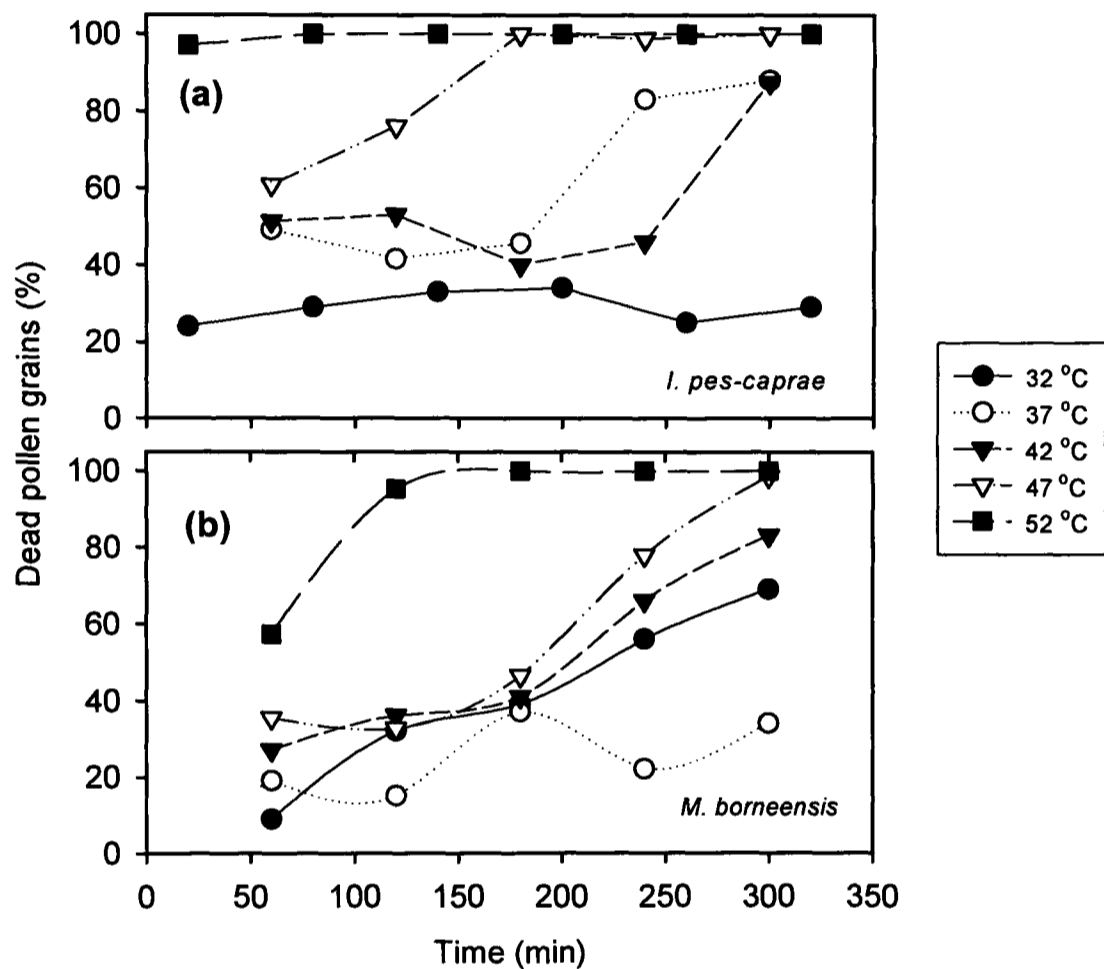 100
80
60
40
20
0
(a)
I. pes-caprae
Dead pollen grains (%)
100
80
60
40
20
0
(b)
M. borneensis
0 50 100 150 200 250 300 350
Time (min)
32 °C
37 °C
42 °C
47 °C
52 °C